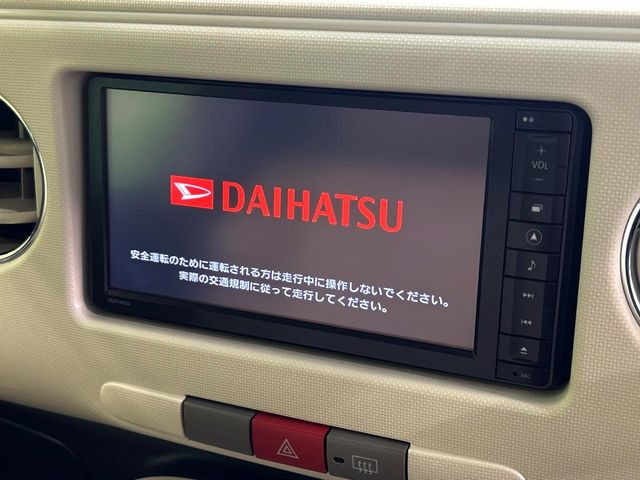 DAIHATSU
安全運転のために運転される方は走行中に操作しないでください。
実際の交通規制に従って走行してください。
+
VOL
−
MIC